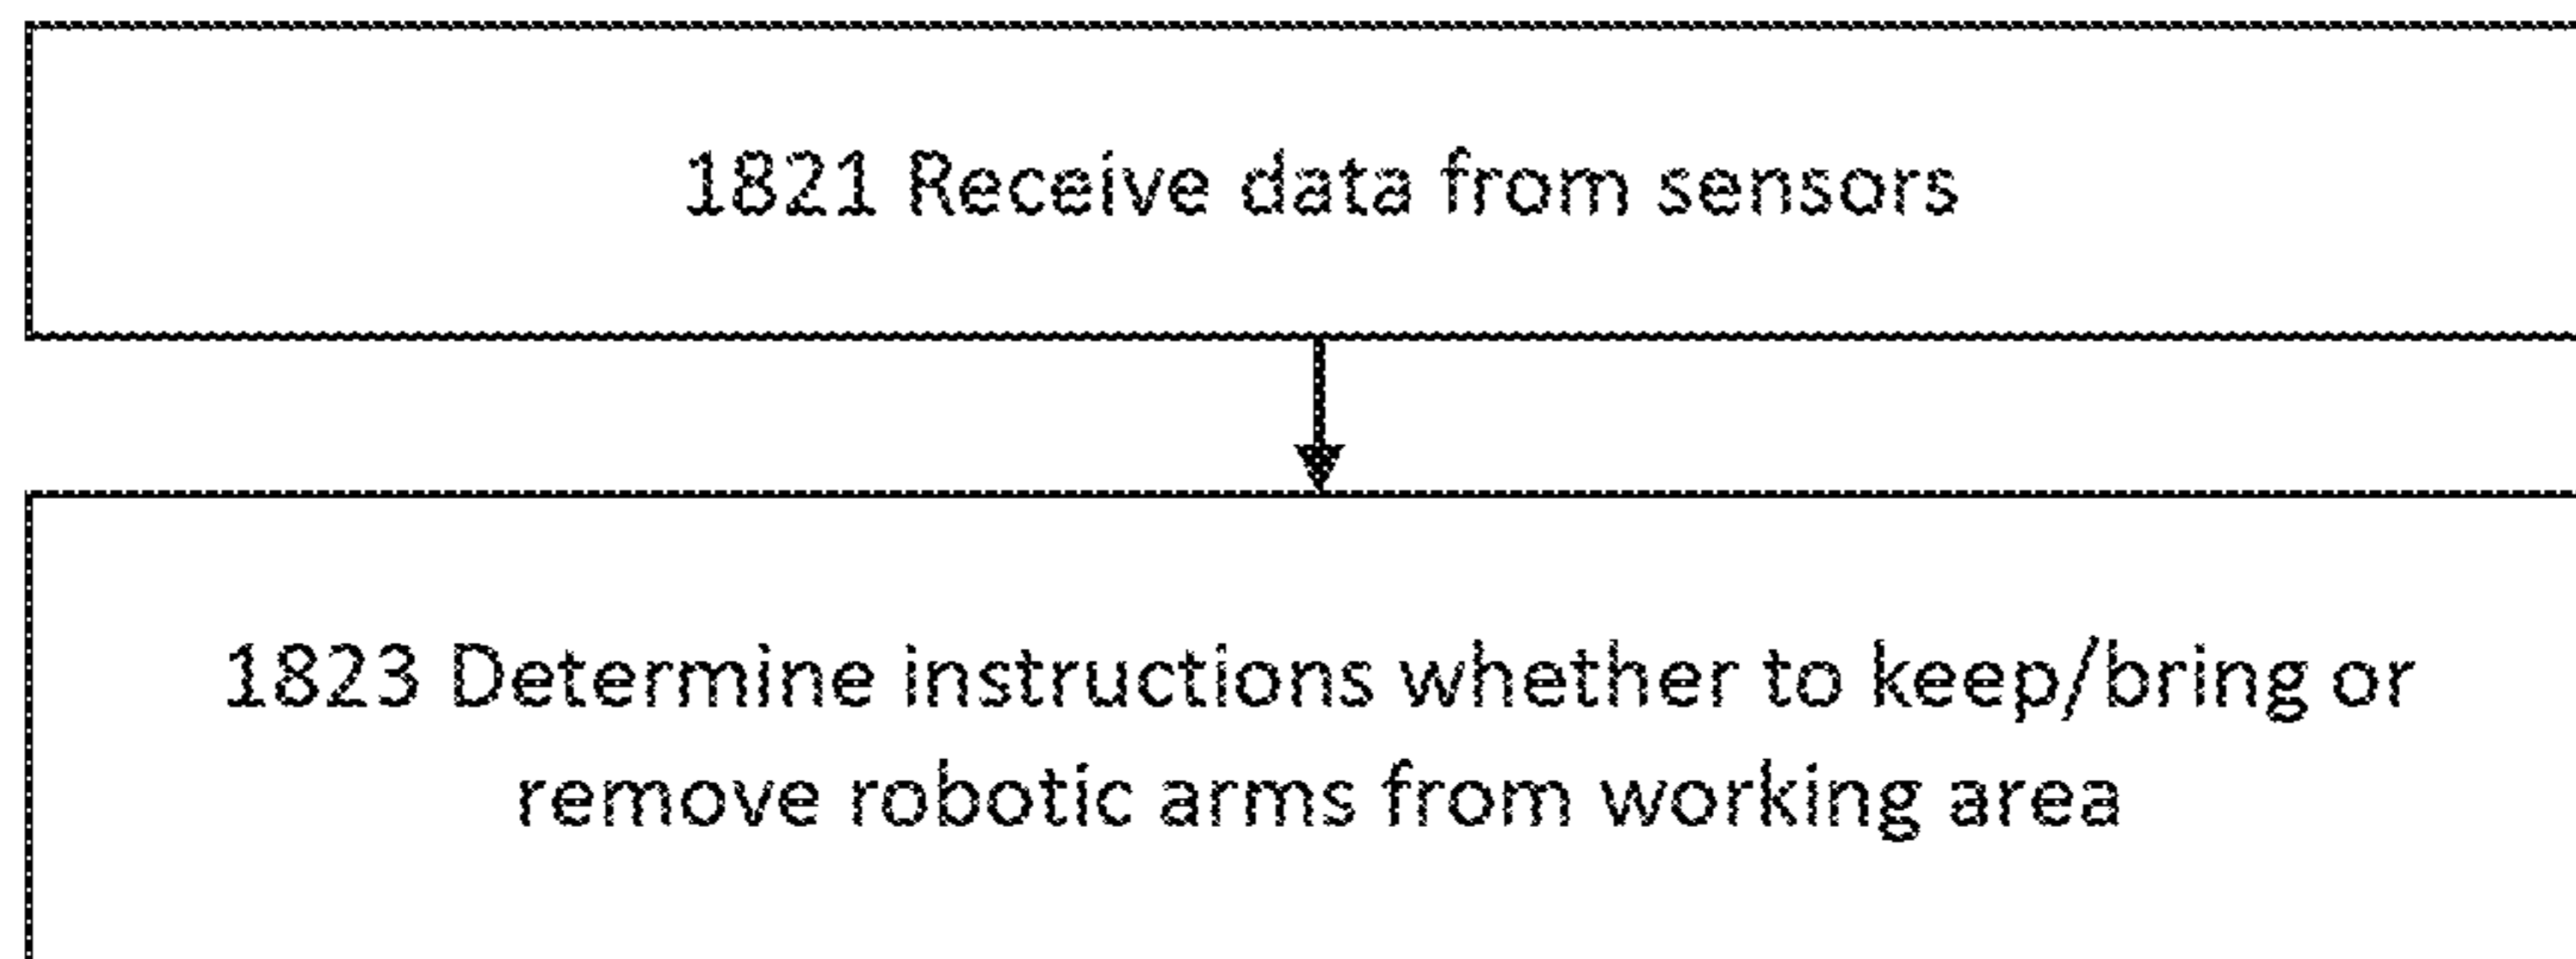 1821 Receive data from sensors
1823 Determine instructions whether to keep/bring or
remove robotic arms from working area